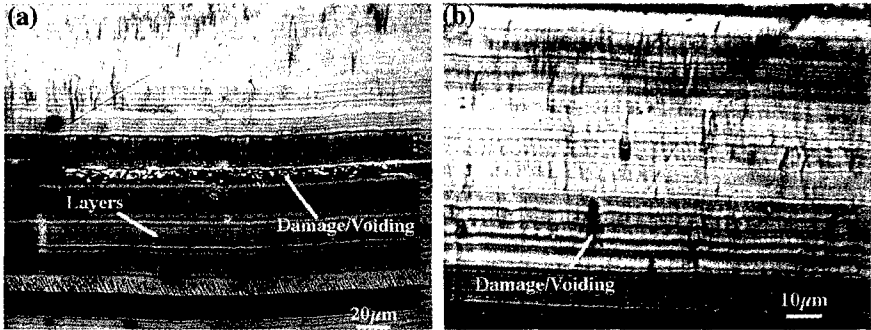 (a)
Layers
Damage/Voiding
20μm
(b)
Damage/Voiding
10μm